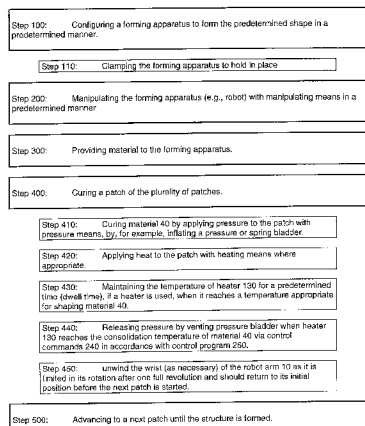 Step 100: Configuring a forming apparatus to form the predetermined shape in a
predetermined manner.
Step 110: Clamping the forming apparatus to hold in place
Step 200: Manipulating the forming apparatus (e.g., robot) with manipulating means in a
predetermined manner
Step 300: Providing material to the forming apparatus.
Step 400: Curing a patch of the plurality of patches.
Step 410: Curing material 40 by applying pressure to the patch with
pressure means, by, for example, inflating a pressure or spring bladder.
Step 420: Applying heat to the patch with heating means where
appropriate.
Step 430: Maintaining the temperature of heater 130 for a predetermined
time (dwell time), if a heater is used, when it reaches a temperature appropriate
for shaping material 40.
Step 440: Releasing pressure by venting pressure bladder when heater
130 reaches the consolidation temperature of material 40 via control
commands 240 in accordance with control program 250.
Step 450: unwind the wrist (as necessary) of the robot arm 10 as it is
limited in its rotation after one full revolution and should return to its initial
position before the next patch is started.
Step 500: Advancing to a next patch until the structure is formed.